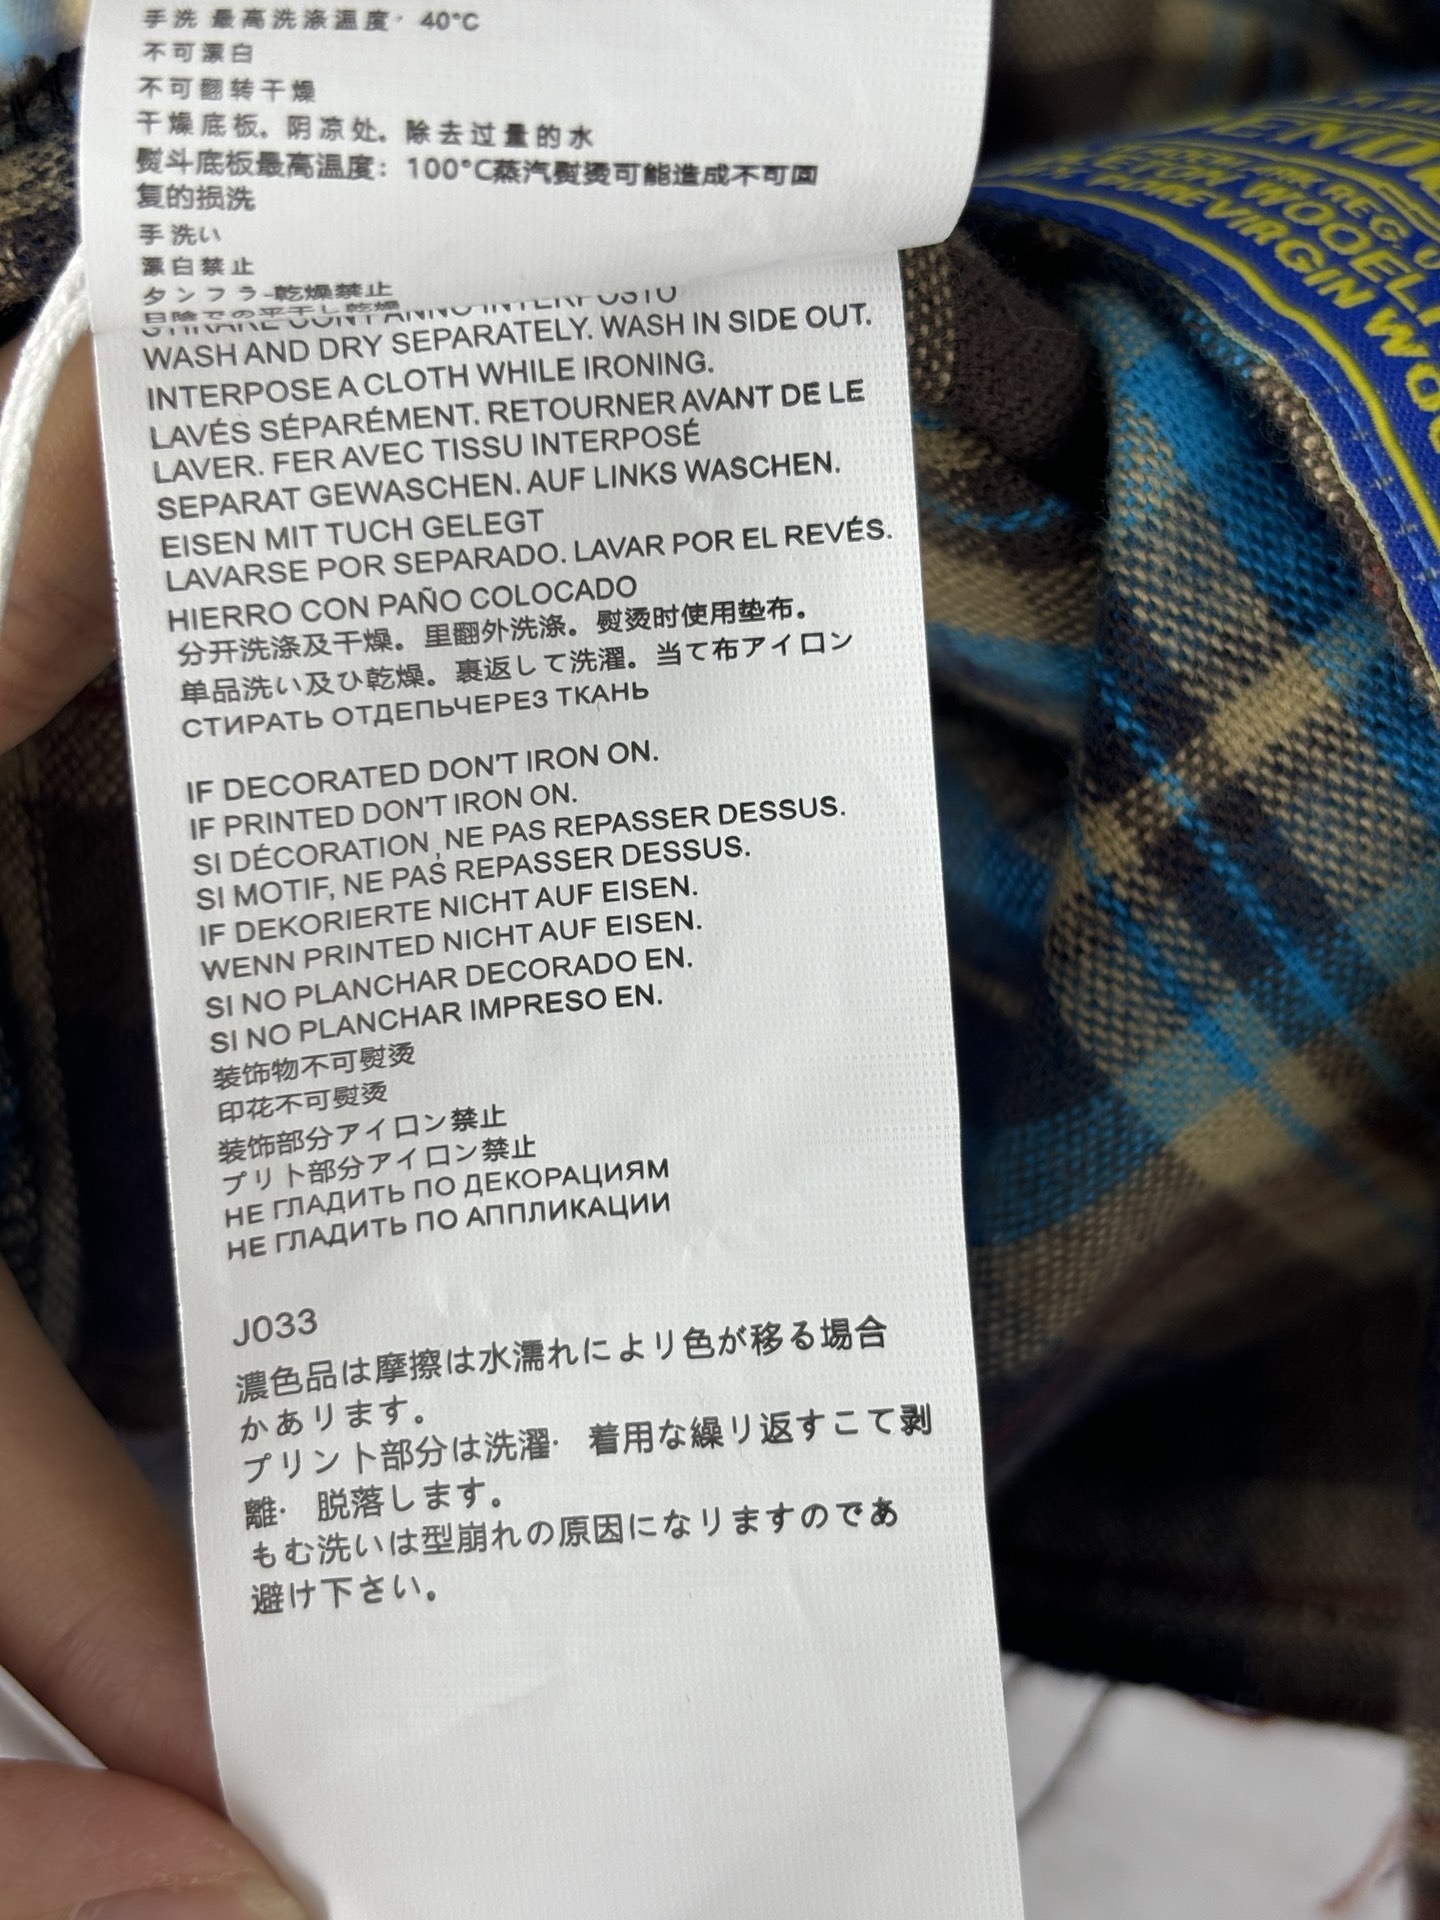 手洗 最高洗涤温度· 40°C
不可漂白
不可翻转干燥
干燥底板。阴凉处。除去过量的水
熨斗底板最高温度：100°C蒸汽熨烫可能造成不可回
复的损洗
手洗い
漂白禁止
タンフラ-乾燥禁止
日陰での平干し乾燥
STIRARE CON PANNO INTERPOSTO
WASH AND DRY SEPARATELY. WASH IN SIDE OUT.
INTERPOSE A CLOTH WHILE IRONING.
LAVÉS SÉPARÉMENT. RETOURNER AVANT DE LE
LAVER. FER AVEC TISSU INTERPOSÉ
SEPARAT GEWASCHEN. AUF LINKS WASCHEN.
EISEN MIT TUCH GELEGT
LAVARSE POR SEPARADO. LAVAR POR EL REVÉS.
HIERRO CON PAÑO COLOCADO
分开洗涤及干燥。里翻外洗涤。熨烫时使用垫布。
单品洗い及ひ乾燥。裏返して洗濯。当て布アイロン
СТИРАТЬ ОТДЕПЬЧЕРЕЗ ТКАНЬ
IF DECORATED DON'T IRON ON.
IF PRINTED DON'T IRON ON.
SI DÉCORATION , NE PAS REPASSER DESSUS.
SI MOTIF, NE PAS REPASSER DESSUS.
IF DEKORIERTE NICHT AUF EISEN.
WENN PRINTED NICHT AUF EISEN.
SI NO PLANCHAR DECORADO EN.
SI NO PLANCHAR IMPRESO EN.
装饰物不可熨烫
印花不可熨烫
装饰部分アイロン禁止
プリト部分アイロン禁止
НЕ ГЛАДИТЬ ПО ДЕКОРАЦИЯМ
НЕ ГЛАДИТЬ ПО АППЛИКАЦИИ
J033
濃色品は摩擦は水濡れにより色が移る場合
かあります。
プリント部分は洗濯· 着用な繰り返すこて剥
離· 脱落します。
もむ洗いは型崩れの原因になりますのであ
避け下さい。
WOOL
VIRGIN WOOL